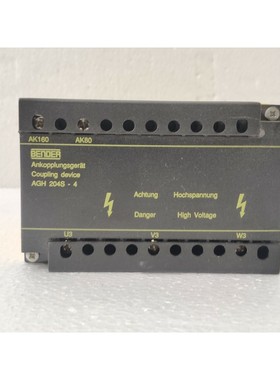 AK160 AK80
BENDER
Ankopplungsgerät
Coupling device
AGH 204S - 4
Achtung Hochspannung
Danger High Voltage
U3 V3 W3